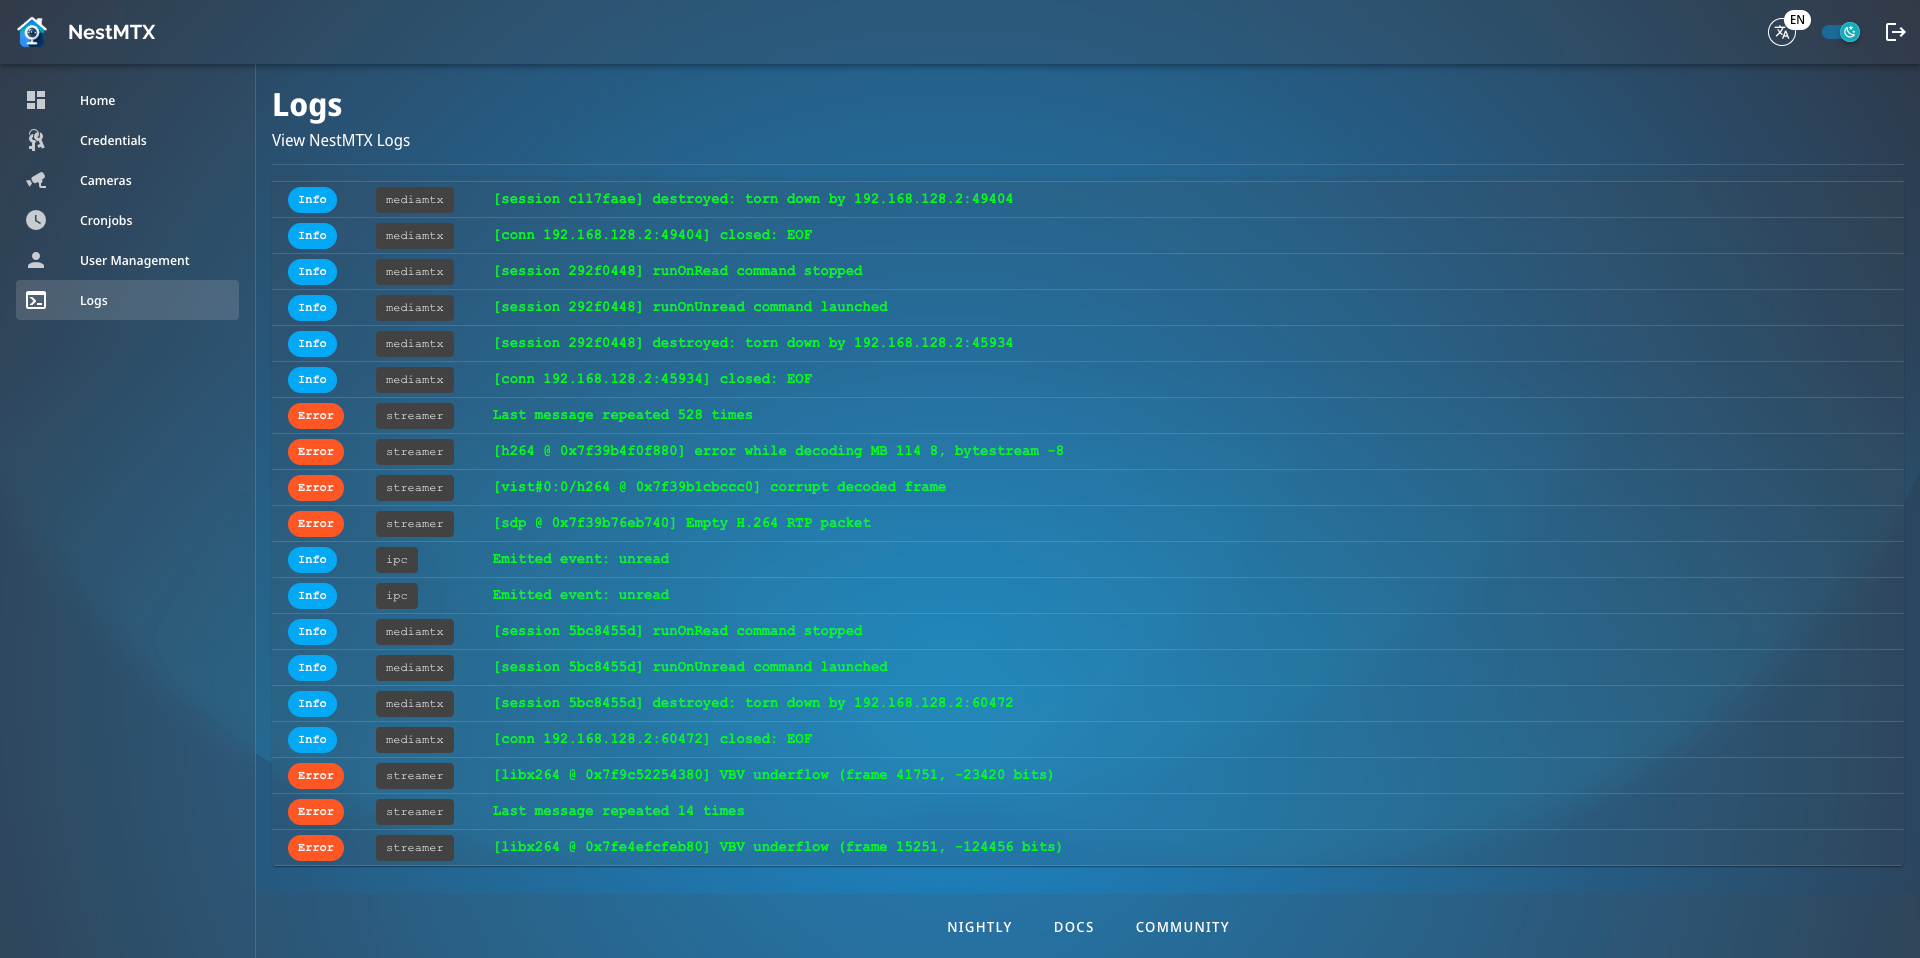 NestMTX
EN
Home
Credentials
Cameras
Cronjobs
User Management
Logs
Logs
View NestMTX Logs
Info mediamtx [session c117faae] destroyed: torn down by 192.168.128.2:49404
Info mediamtx [conn 192.168.128.2:49404] closed: EOF
Info mediamtx [session 292f0448] runOnRead command stopped
Info mediamtx [session 292f0448] runOnUnread command launched
Info mediamtx [session 292f0448] destroyed: torn down by 192.168.128.2:45934
Info mediamtx [conn 192.168.128.2:45934] closed: EOF
Error streamer Last message repeated 528 times
Error streamer [h264 @ 0x7f39b4f0f880] error while decoding MB 114 8, bytestream -8
Error streamer [vist#0:0/h264 @ 0x7f39b1cbccc0] corrupt decoded frame
Error streamer [sdp @ 0x7f39b76eb740] Empty H.264 RTP packet
Info ipc Emitted event: unread
Info ipc Emitted event: unread
Info mediamtx [session 5bc8455d] runOnRead command stopped
Info mediamtx [session 5bc8455d] runOnUnread command launched
Info mediamtx [session 5bc8455d] destroyed: torn down by 192.168.128.2:60472
Info mediamtx [conn 192.168.128.2:60472] closed: EOF
Error streamer [libx264 @ 0x7f9c52254380] VBV underflow (frame 41751, -23420 bits)
Error streamer Last message repeated 14 times
Error streamer [libx264 @ 0x7fe4efcfeb80] VBV underflow (frame 15251, -124456 bits)
NIGHTLY DOCS COMMUNITY